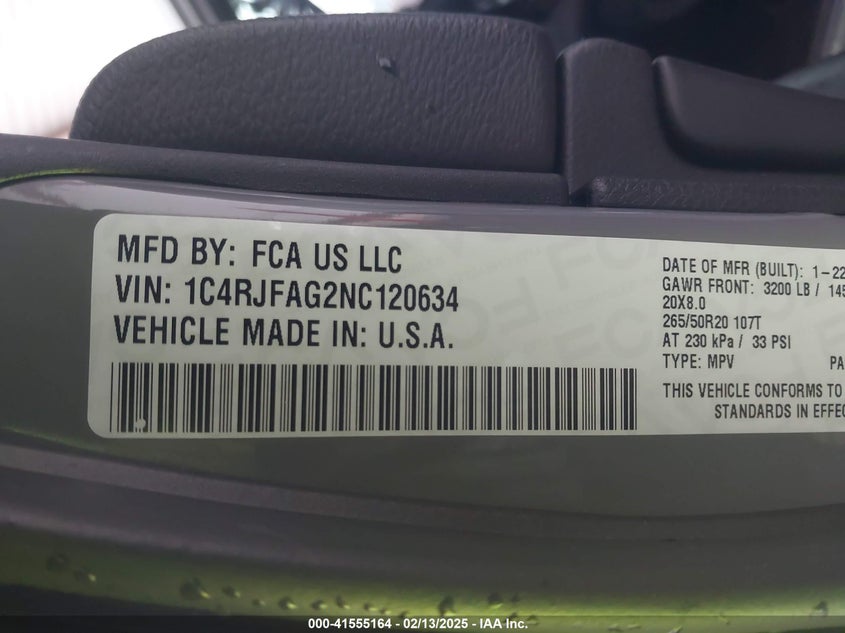 MFD BY: FCA US LLC
VIN: 1C4RJFAG2NC120634
VEHICLE MADE IN: U.S.A.
DATE OF MFR (BUILT): 1-22
GAWR FRONT: 3200 LB / 145
20X8.0
265/50R20 107T
AT 230 kPa / 33 PSI
TYPE: MPV PA
THIS VEHICLE CONFORMS TO
STANDARDS IN EFFEC
000-41555164 - 02/13/2025 - IAA Inc.